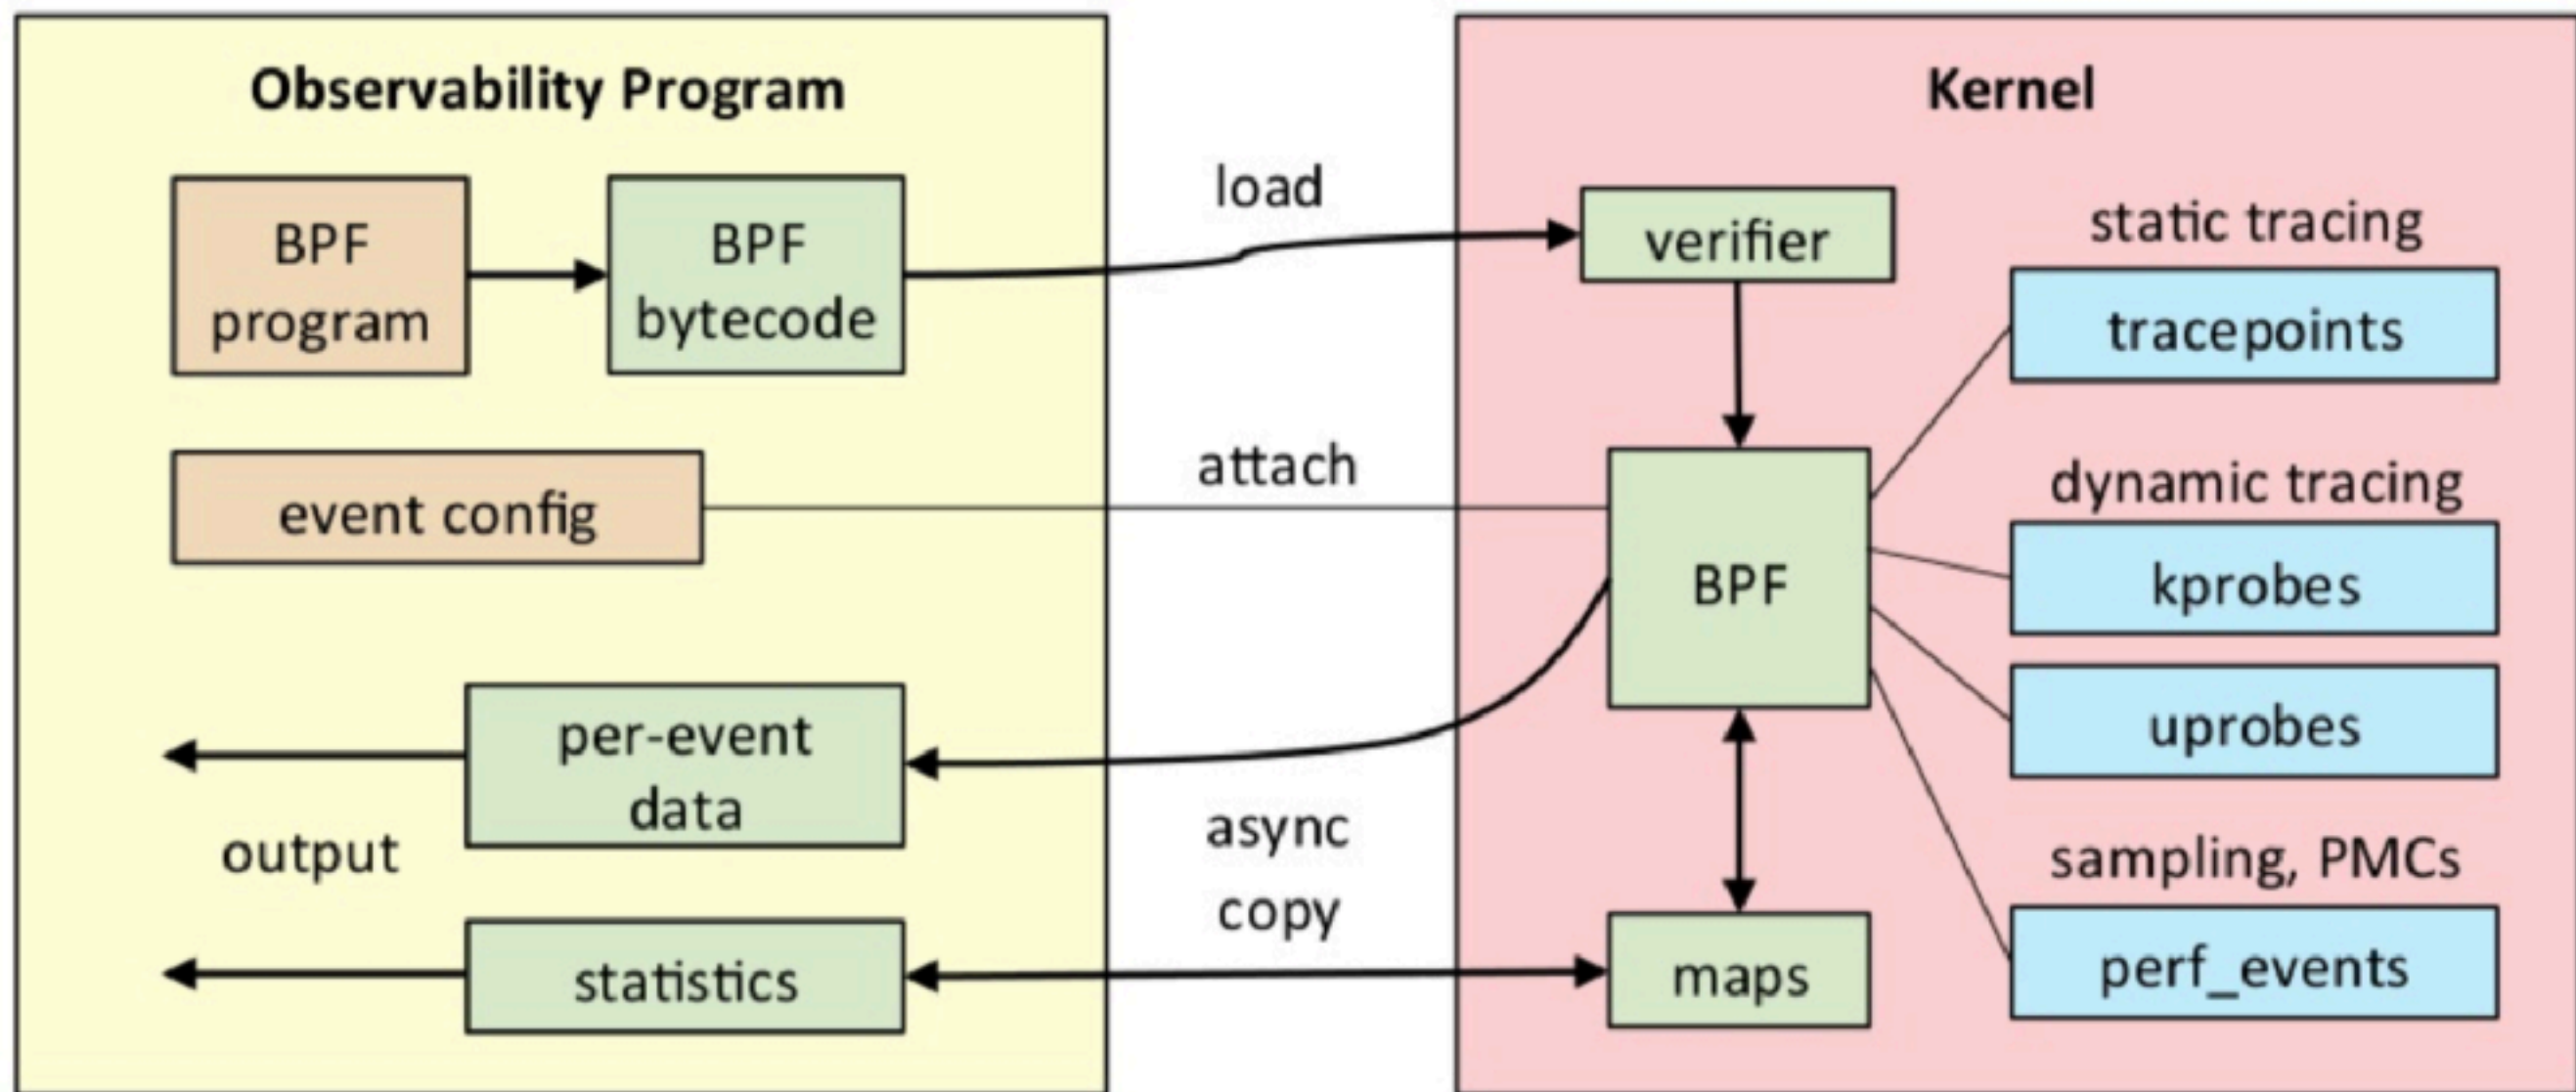 Observability Program
BPF
program
BPF
bytecode
event config
per-event
data
output
statistics
load
attach
async
copy
Kernel
verifier
BPF
maps
static tracing
tracepoints
dynamic tracing
kprobes
uprobes
sampling, PMCs
perf_events